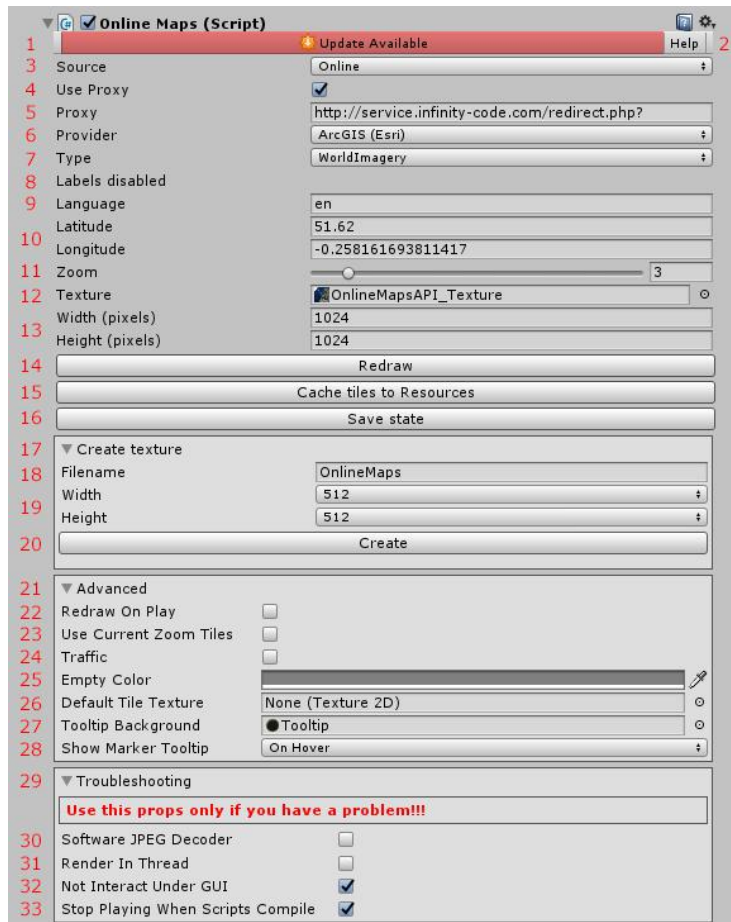 Online Maps (Script)
1 Update Available Help 2
3 Source Online
4 Use Proxy
5 Proxy http://service.infinity-code.com/redirect.php?
6 Provider ArcGIS (Esri)
7 Type WorldImagery
8 Labels disabled
9 Language en
10 Latitude 51.62
Longitude -0.258161693811417
11 Zoom 3
12 Texture OnlineMapsAPI_Texture
13 Width (pixels) 1024
Height (pixels) 1024
14 Redraw
15 Cache tiles to Resources
16 Save state
17 Create texture
18 Filename OnlineMaps
19 Width 512
Height 512
20 Create
21 Advanced
22 Redraw On Play
23 Use Current Zoom Tiles
24 Traffic
25 Empty Color
26 Default Tile Texture None (Texture 2D)
27 Tooltip Background Tooltip
28 Show Marker Tooltip On Hover
29 Troubleshooting
Use this props only if you have a problem!!!
30 Software JPEG Decoder
31 Render In Thread
32 Not Interact Under GUI
33 Stop Playing When Scripts Compile